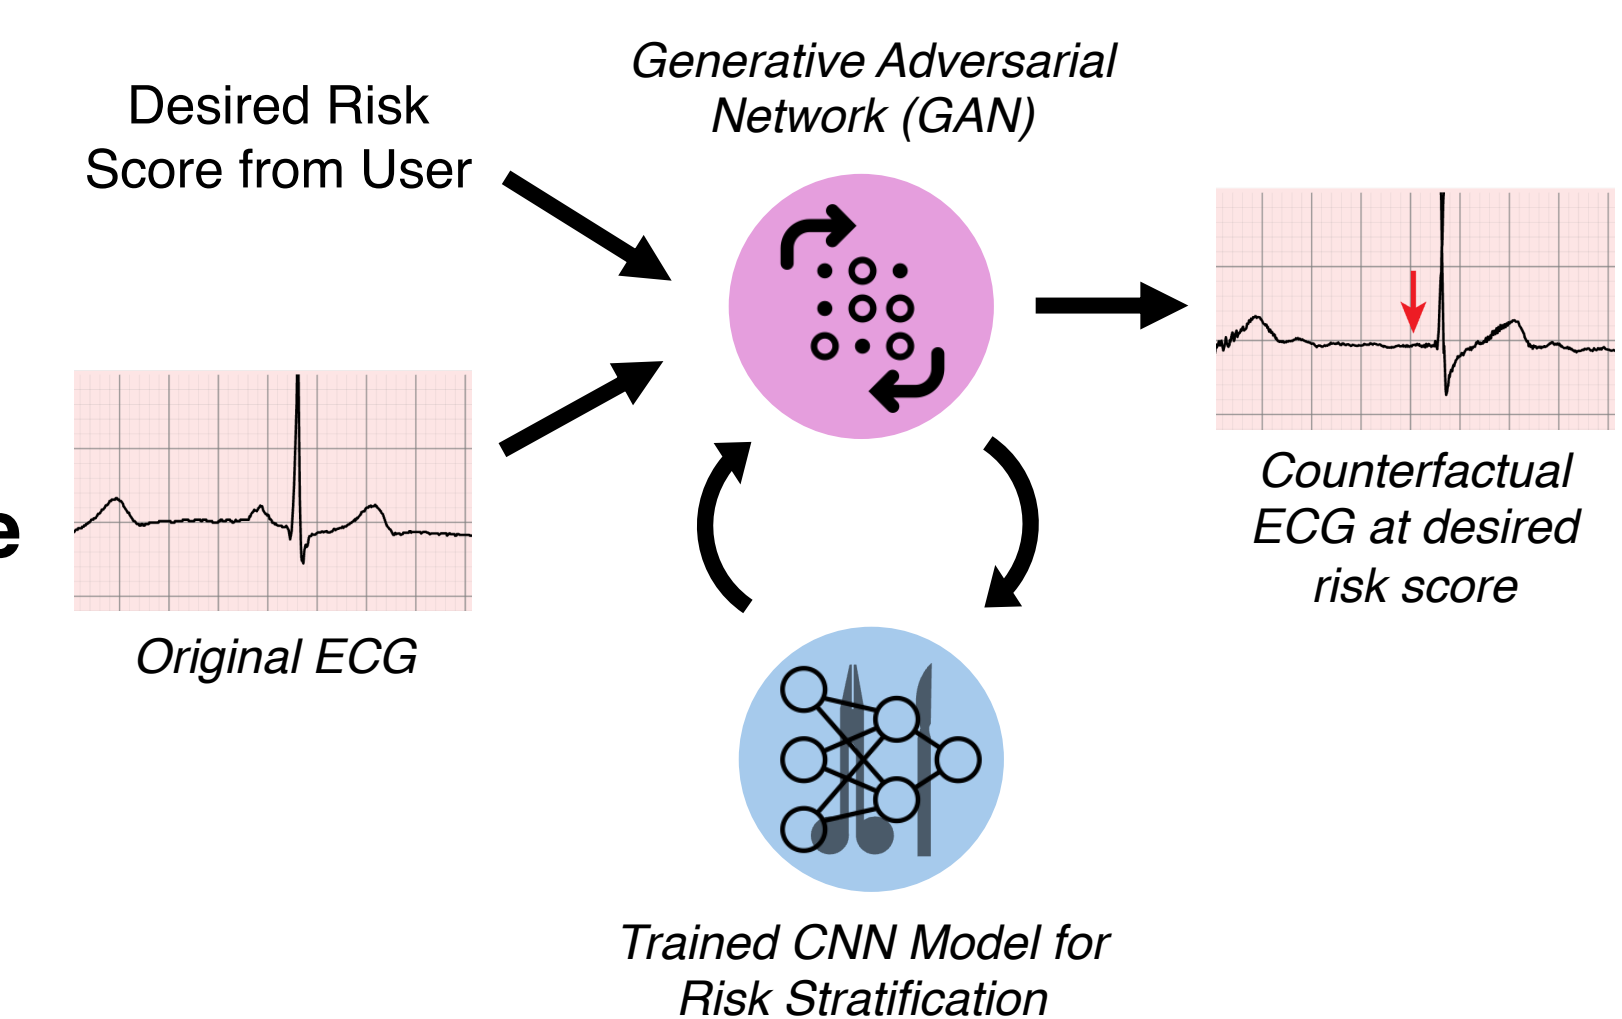 Desired Risk
Score from User
Generative Adversarial
Network (GAN)
e
Original ECG
Counterfactual
ECG at desired
risk score
Trained CNN Model for
Risk Stratification